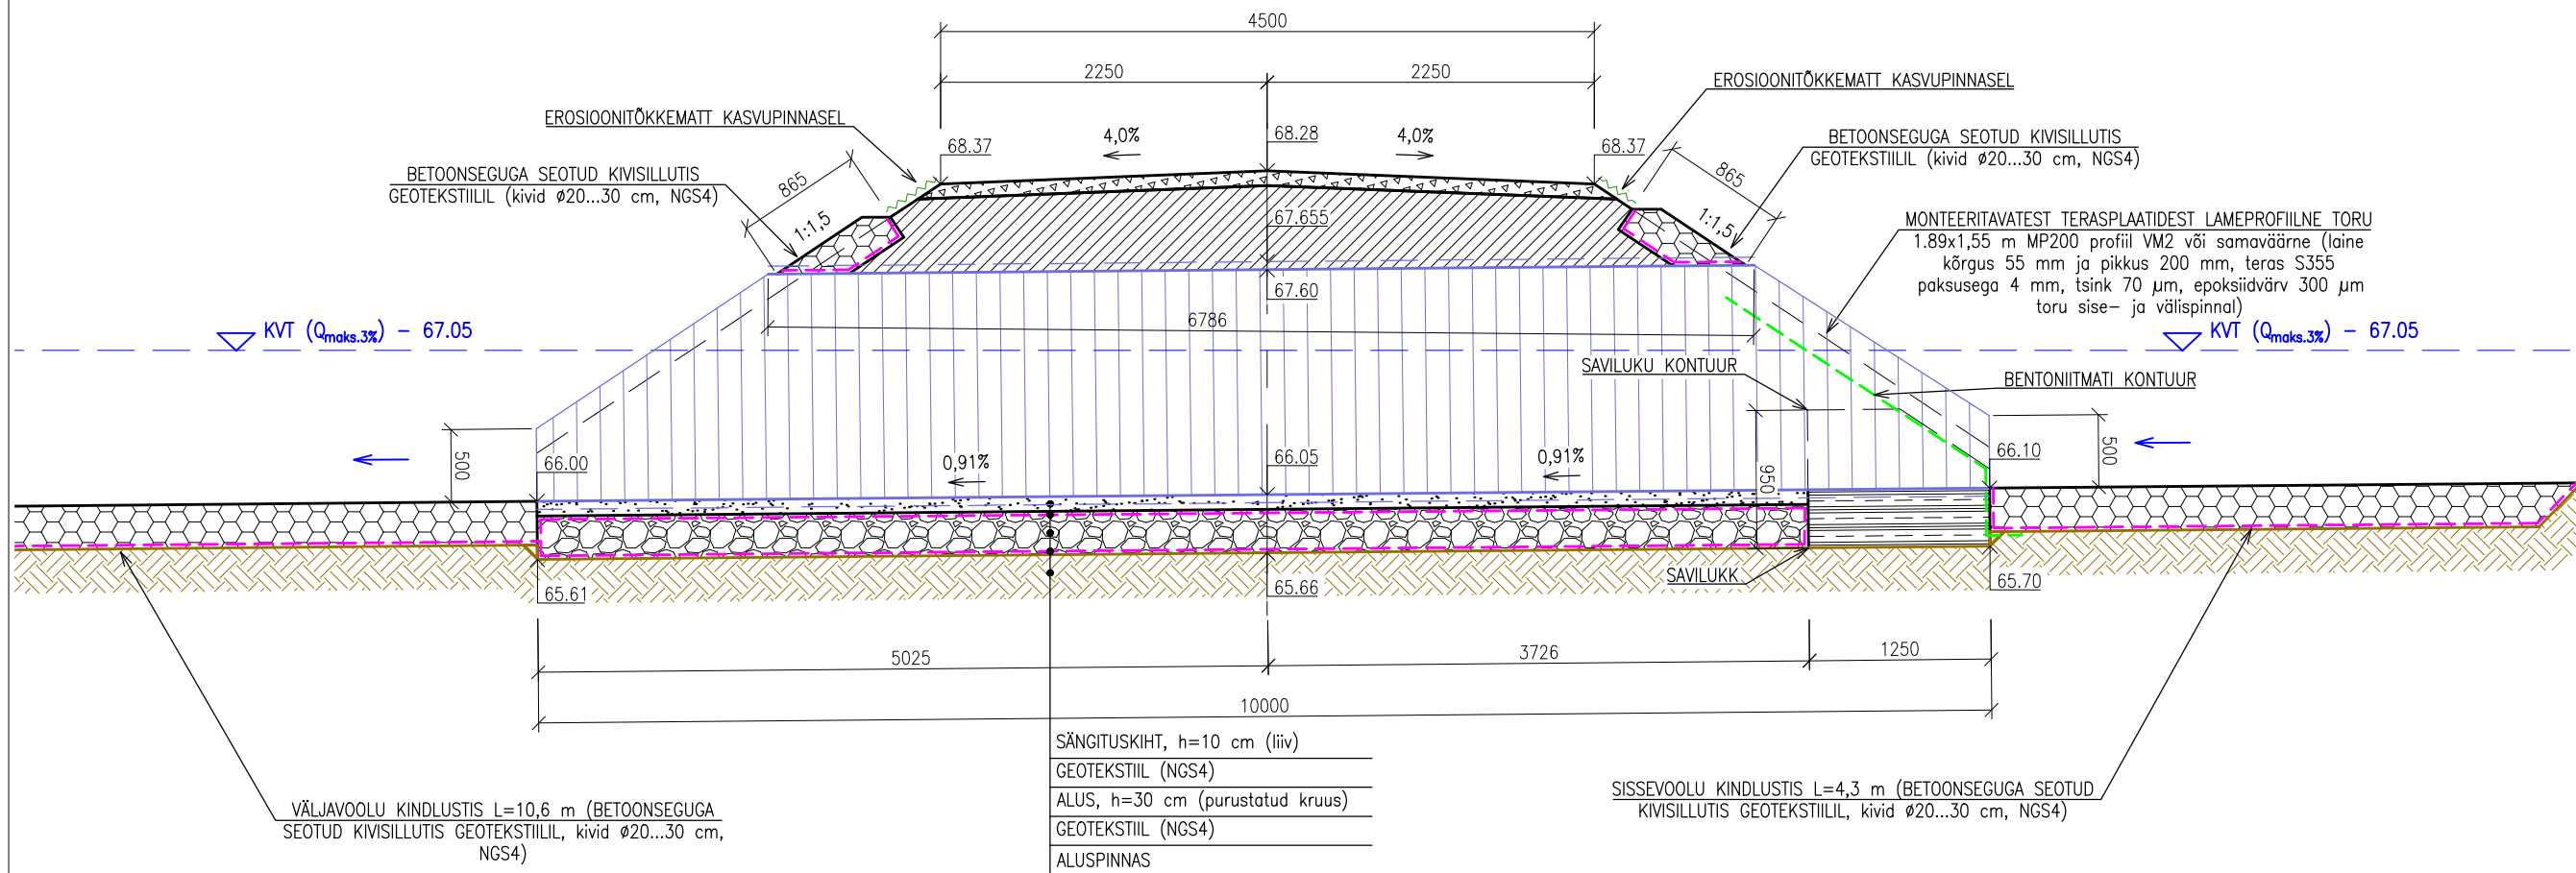 4500
2250
2250
EROSIOONITÕKKEMATT KASVUPINNASEL
EROSIOONITÕKKEMATT KASVUPINNASEL
4,0%
68.28
4,0%
68.37
68.37
BETOONSEGUGA SEOTUD KIVISILLUTIS
GEOTEKSTIILIL (kivid ⌀20...30 cm, NGS4)
BETOONSEGUGA SEOTUD KIVISILLUTIS
GEOTEKSTIILIL (kivid ⌀20...30 cm, NGS4)
865
865
1:1,5
1:1,5
67.655
MONTEERITAVATEST TERASPLAATIDEST LAMEPROFIILNE TORU
1.89x1,55 m MP200 profiil VM2 või samaväärne (laine
kõrgus 55 mm ja pikkus 200 mm, teras S355
paksusega 4 mm, tsink 70 µm, epoksiidvärv 300 µm
toru sise- ja välispinnal)
67.60
6786
KVT (Qmaks.3%) - 67.05
KVT (Qmaks.3%) - 67.05
SAVILUKU KONTUUR
BENTONIITMATI KONTUUR
500
66.00
0,91%
66.05
0,91%
950
66.10
500
65.61
65.66
SAVILUKK
65.70
5025
3726
1250
10000
SÄNGITUSKIHT, h=10 cm (liiv)
GEOTEKSTIIL (NGS4)
ALUS, h=30 cm (purustatud kruus)
GEOTEKSTIIL (NGS4)
ALUSPINNAS
VÄLJAVOOLU KINDLUSTIS L=10,6 m (BETOONSEGUGA
SEOTUD KIVISILLUTIS GEOTEKSTIILIL, kivid ⌀20...30 cm,
NGS4)
SISSEVOOLU KINDLUSTIS L=4,3 m (BETOONSEGUGA SEOTUD
KIVISILLUTIS GEOTEKSTIILIL, kivid ⌀20...30 cm, NGS4)